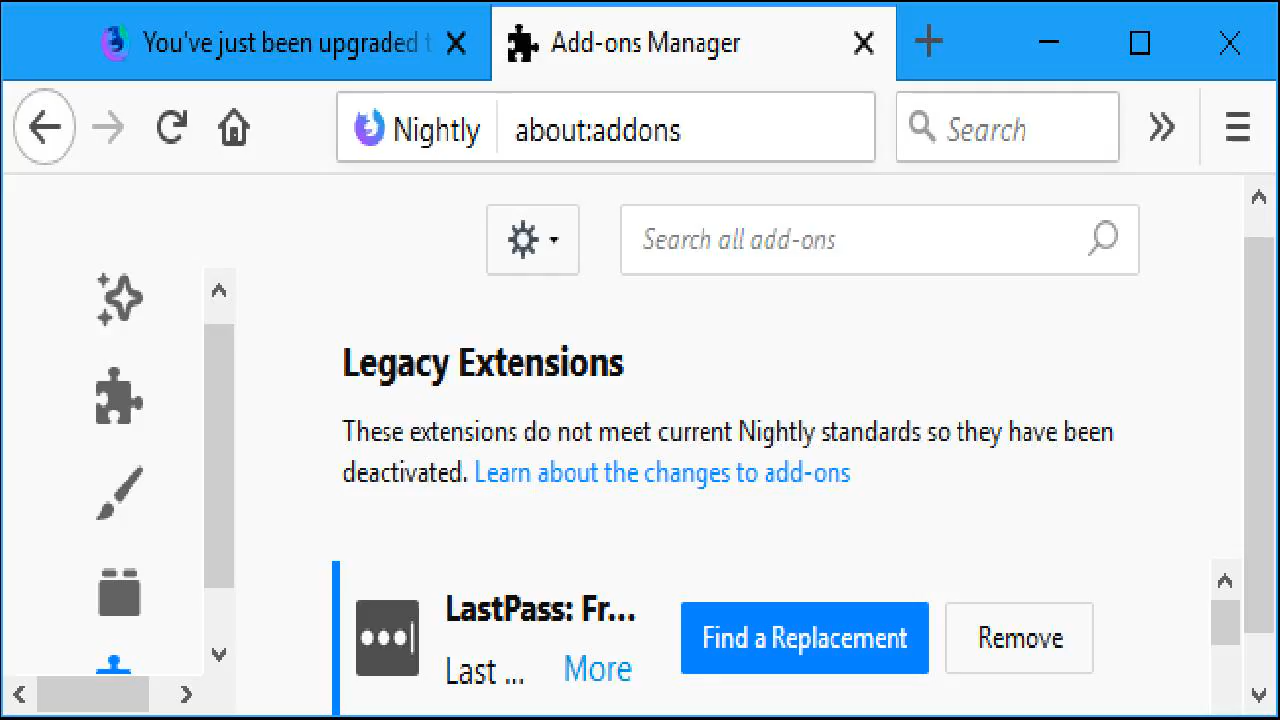 You've just been upgraded t
Add-ons Manager
Nightly
about:addons
Search
Search all add-ons
Legacy Extensions
These extensions do not meet current Nightly standards so they have been
deactivated. Learn about the changes to add-ons
LastPass: Fr...
Last ... More
Find a Replacement
Remove